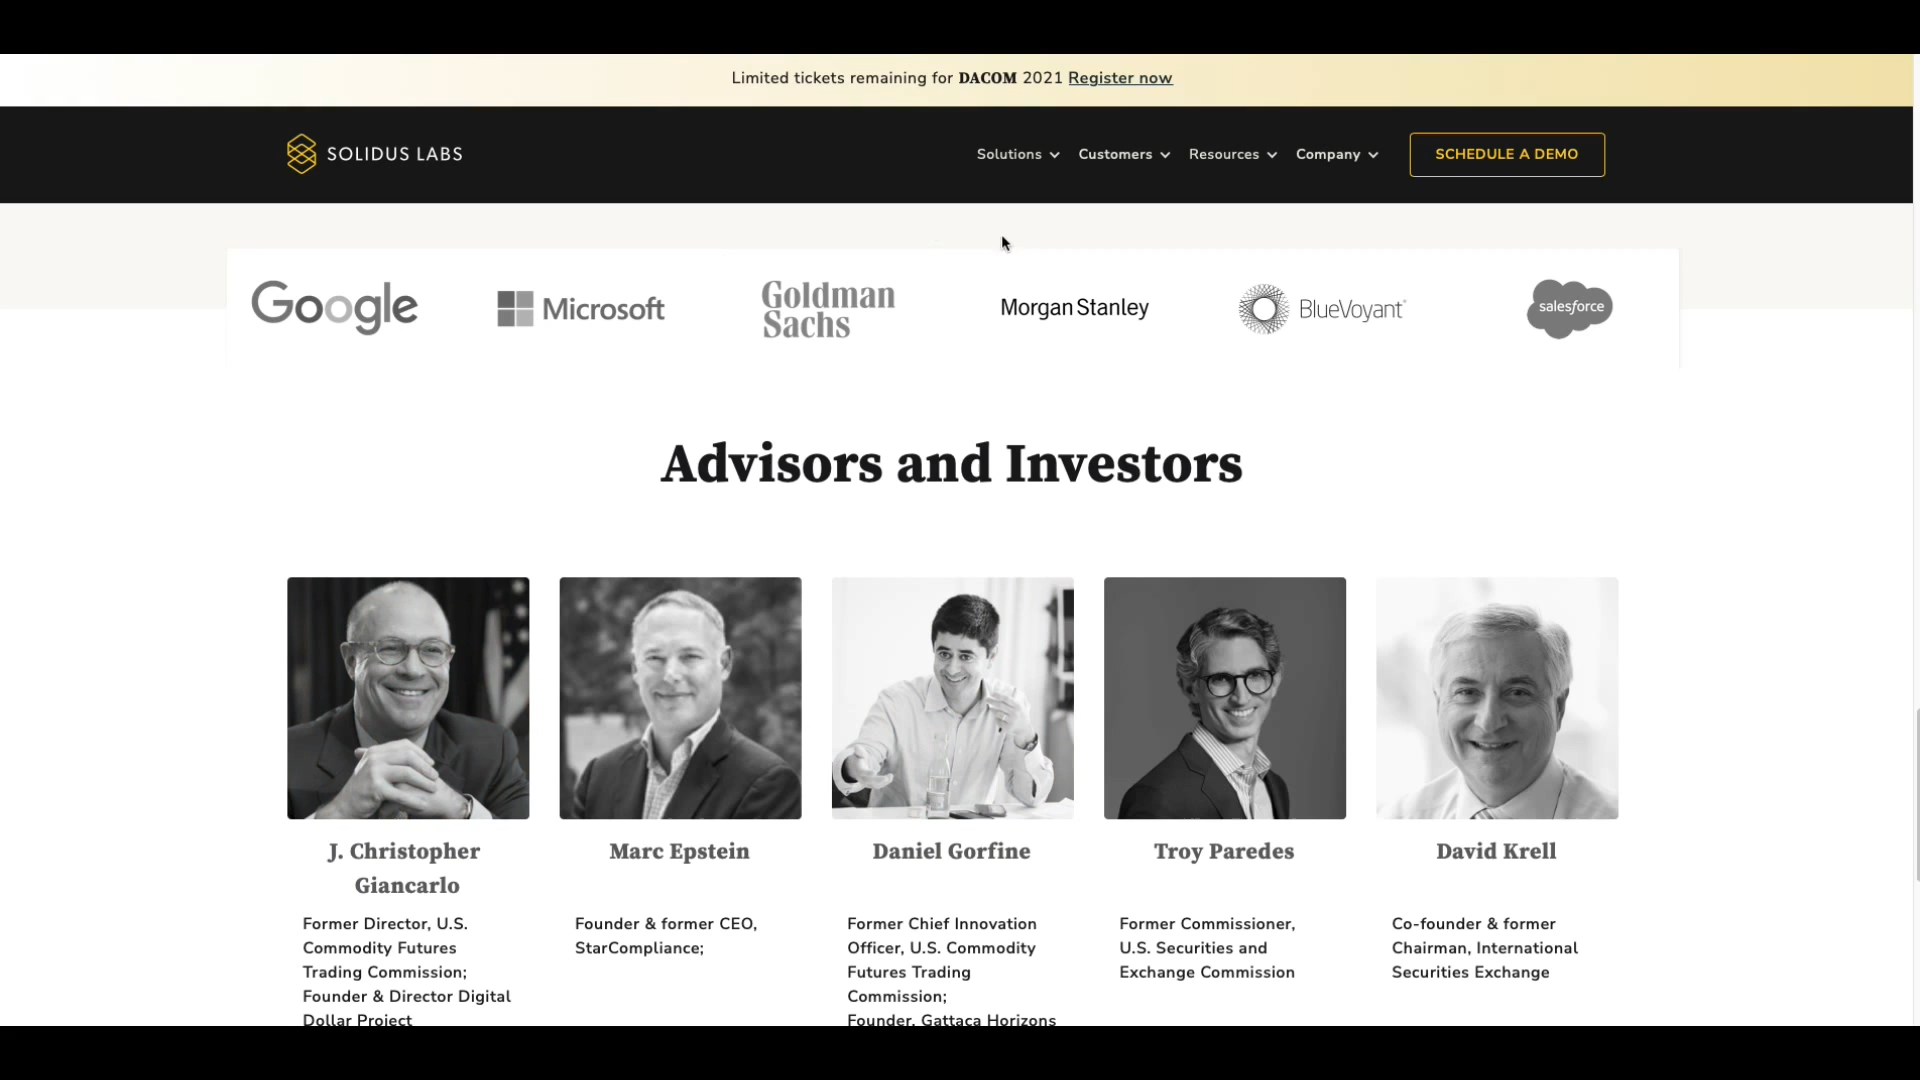 Limited tickets remaining for DACOM 2021 Register now
SOLIDUS LABS
Solutions
Customers
Resources
Company
SCHEDULE A DEMO
Google
Microsoft
Goldman
Sachs
Morgan Stanley
BlueVoyant
salesforce
Advisors and Investors
J. Christopher
Giancarlo
Former Director, U.S.
Commodity Futures
Trading Commission;
Founder & Director Digital
Dollar Project
Marc Epstein
Founder & former CEO,
StarCompliance;
Daniel Gorfine
Former Chief Innovation
Officer, U.S. Commodity
Futures Trading
Commission;
Founder, Gattaca Horizons
Troy Paredes
Former Commissioner,
U.S. Securities and
Exchange Commission
David Krell
Co-founder & former
Chairman, International
Securities Exchange